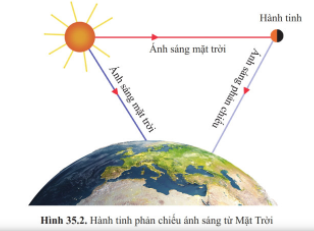 Hành tinh
Ánh sáng mặt trời
Ánh sáng mặt trời
Ánh sáng phản chiếu
Hình 35.2. Hành tinh phản chiếu ánh sáng từ Mặt Trời